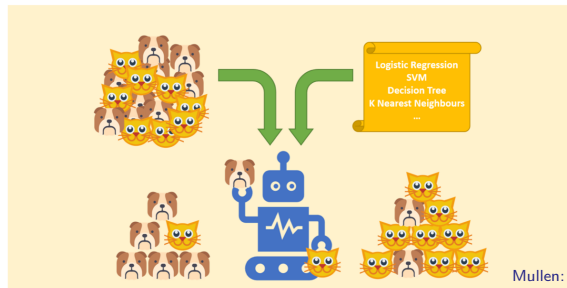 Logistic Regression
SVM
Decision Tree
K Nearest Neighbours
...
Mullen: